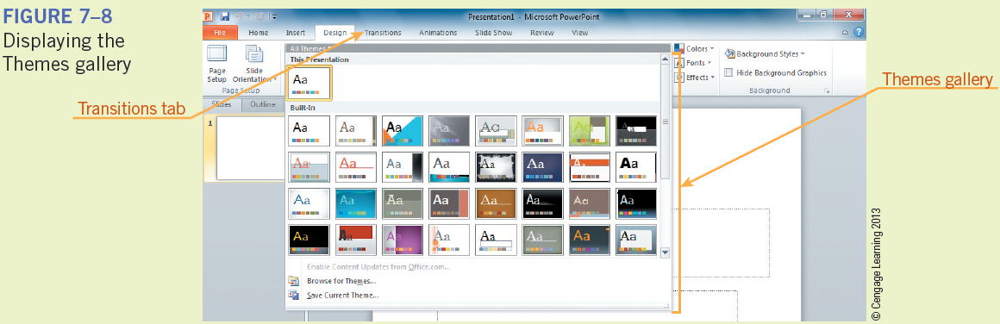 FIGURE 7–8
Displaying the
Themes gallery
Presentation1 - Microsoft PowerPoint
File Home Insert Design Transitions Animations Slide Show Review View
All Themes
This Presentation
Aa
Built-In
Aa Aa Aa Aa Aa Aa Aa Aa
Aa Aa Aa Aa Aa Aa Aa Aa
Aa Aa Aa Aa Aa Aa Aa Aa
Aa Aa Aa Aa Aa Aa Aa Aa
Enable Content Updates from Office.com...
Browse for Themes...
Save Current Theme...
Page
Setup
Slide
Orientation
Page Setup
Slides Outline
1
Colors
Fonts
Effects
Background Styles
Hide Background Graphics
Background
Transitions tab
Themes gallery
© Cengage Learning 2013